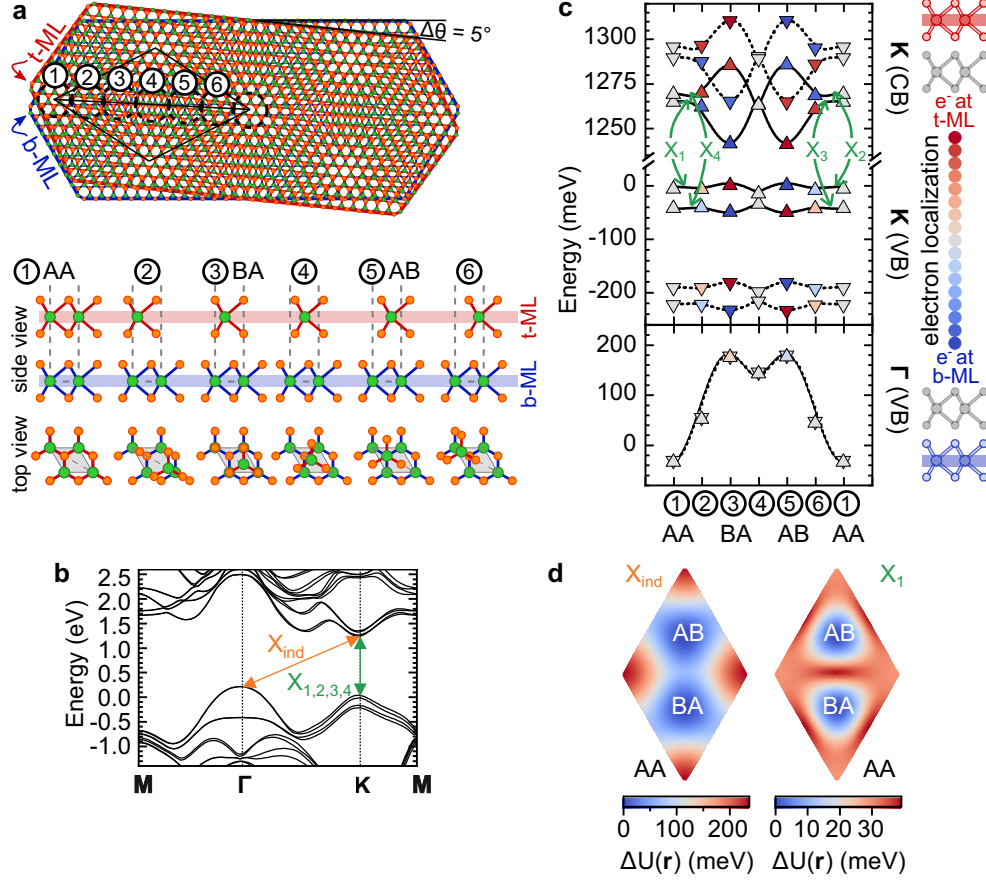 a
Δθ = 5°
t-ML
b-ML
1 2 3 4 5 6
1 AA 2 3 BA 4 5 AB 6
side view
t-ML
b-ML
top view
b
Energy (eV)
2.5
2.0
1.5
1.0
0.5
0.0
-0.5
-1.0
X_ind
X_1,2,3,4
M Γ K M
c
Energy (meV)
1300
1275
1250
0
-100
-200
200
100
0
X_1 X_4 X_3 X_2
K (CB)
K (VB)
Γ (VB)
1 2 3 4 5 6 1
AA BA AB AA
e⁻ at
t-ML
electron localization
e⁻ at
b-ML
d
X_ind X_1
AB AB
BA BA
AA AA
0 100 200
ΔU(r) (meV)
0 10 20 30
ΔU(r) (meV)